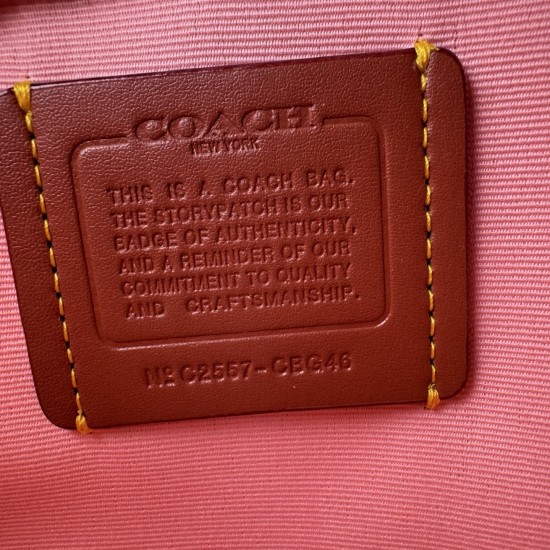 COACH
NEW YORK
THIS IS A COACH BAG.
THE STORYPATCH IS OUR
BADGE OF AUTHENTICITY,
AND A REMINDER OF OUR
COMMITMENT TO QUALITY
AND CRAFTSMANSHIP.
Nº C2557-CBG46